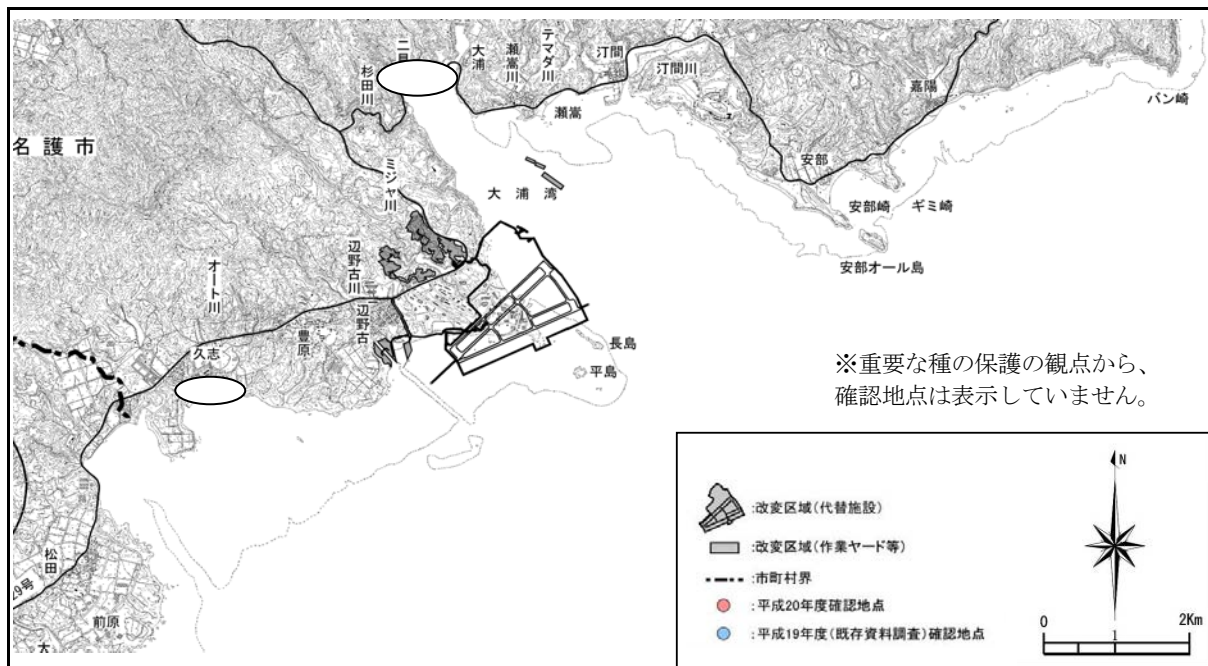 二見
杉田川
大浦
瀬嵩川
テマダ川
汀間
汀間川
嘉陽
バン崎
瀬嵩
名護市
ミジャ川
大浦湾
安部
安部崎
ギミ崎
安部オール島
辺野古川
オート川
辺野古
豊原
久志
長島
平島
※重要な種の保護の観点から、
確認地点は表示していません。
松田
29号
前原
大
N
:改変区域(代替施設)
:改変区域(作業ヤード等)
:市町村界
:平成20年度確認地点
:平成19年度(既存資料調査)確認地点
0 1 2Km